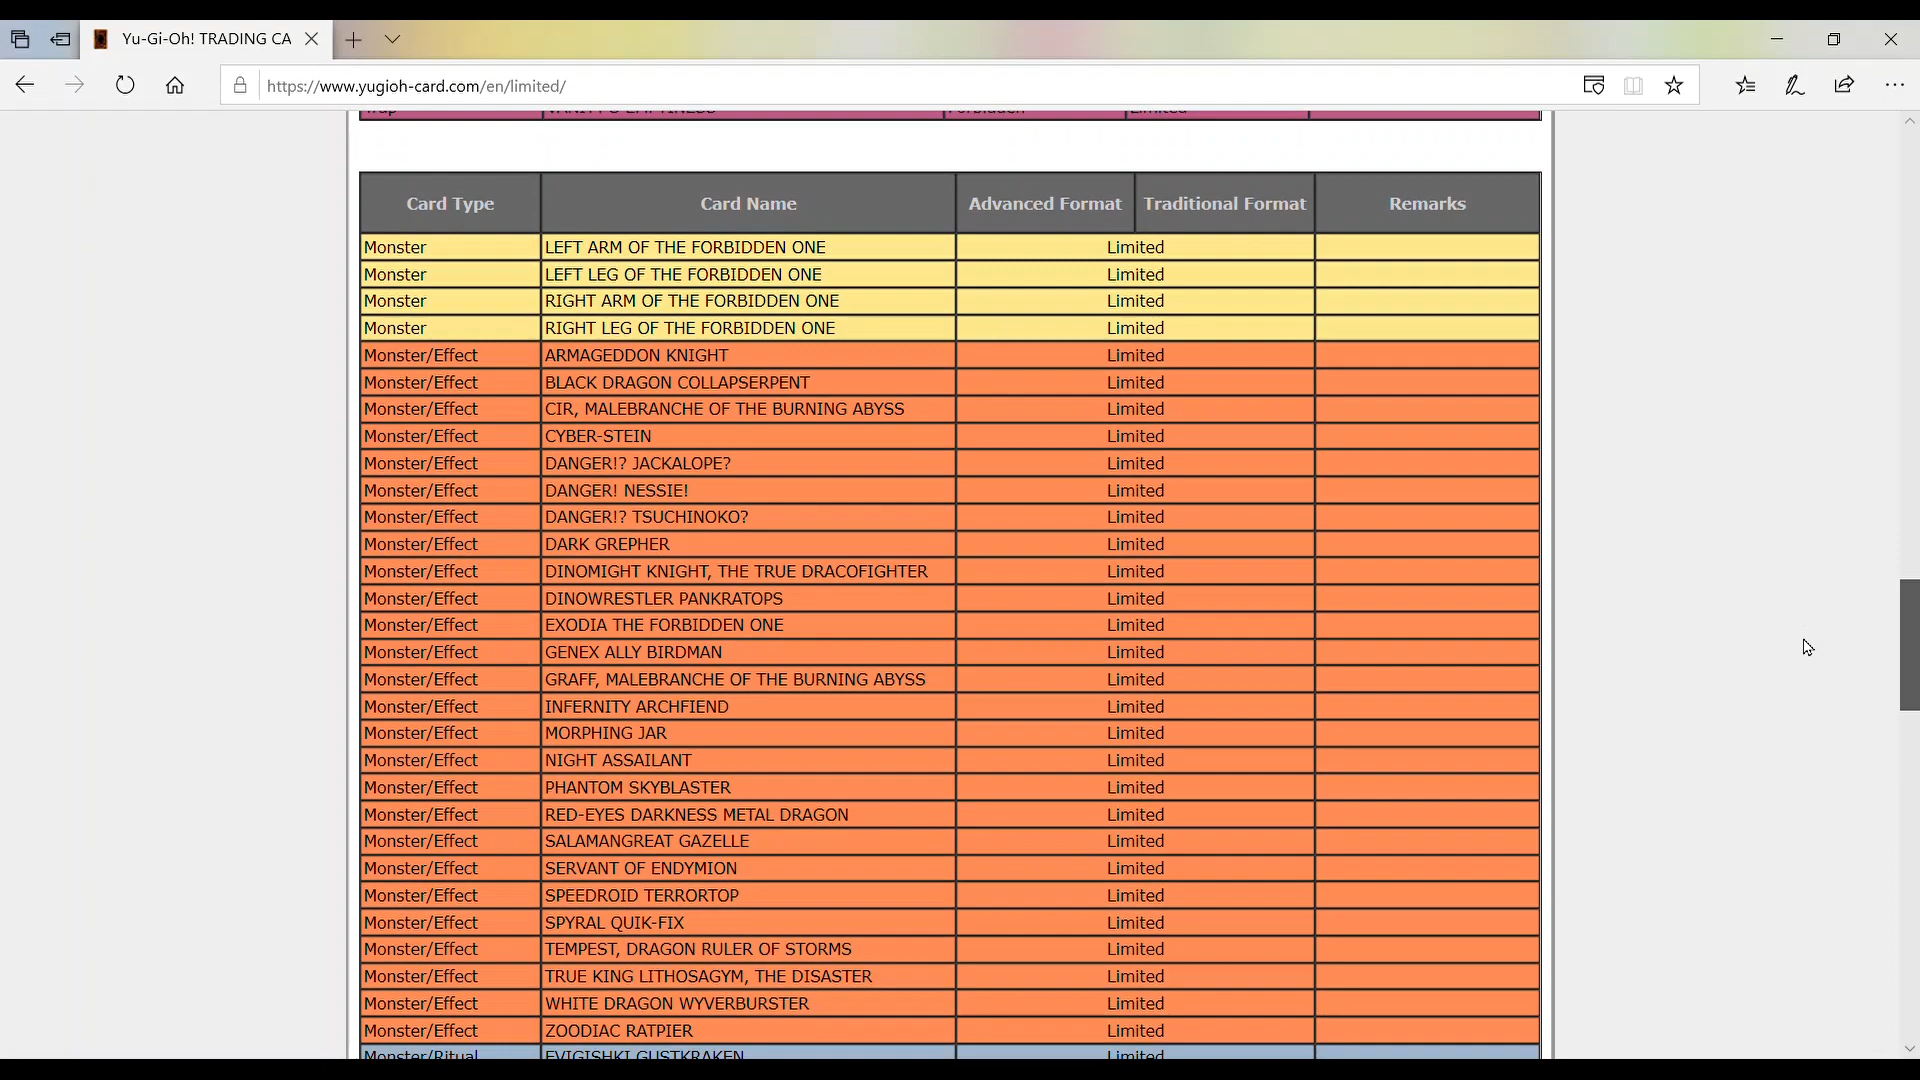 Yu-Gi-Oh! TRADING CA
https://www.yugioh-card.com/en/limited/
Trap VANITY'S EMPTINESS Forbidden Limited
Card Type Card Name Advanced Format Traditional Format Remarks
Monster LEFT ARM OF THE FORBIDDEN ONE Limited
Monster LEFT LEG OF THE FORBIDDEN ONE Limited
Monster RIGHT ARM OF THE FORBIDDEN ONE Limited
Monster RIGHT LEG OF THE FORBIDDEN ONE Limited
Monster/Effect ARMAGEDDON KNIGHT Limited
Monster/Effect BLACK DRAGON COLLAPSERPENT Limited
Monster/Effect CIR, MALEBRANCHE OF THE BURNING ABYSS Limited
Monster/Effect CYBER-STEIN Limited
Monster/Effect DANGER!? JACKALOPE? Limited
Monster/Effect DANGER! NESSIE! Limited
Monster/Effect DANGER!? TSUCHINOKO? Limited
Monster/Effect DARK GREPHER Limited
Monster/Effect DINOMIGHT KNIGHT, THE TRUE DRACOFIGHTER Limited
Monster/Effect DINOWRESTLER PANKRATOPS Limited
Monster/Effect EXODIA THE FORBIDDEN ONE Limited
Monster/Effect GENEX ALLY BIRDMAN Limited
Monster/Effect GRAFF, MALEBRANCHE OF THE BURNING ABYSS Limited
Monster/Effect INFERNITY ARCHFIEND Limited
Monster/Effect MORPHING JAR Limited
Monster/Effect NIGHT ASSAILANT Limited
Monster/Effect PHANTOM SKYBLASTER Limited
Monster/Effect RED-EYES DARKNESS METAL DRAGON Limited
Monster/Effect SALAMANGREAT GAZELLE Limited
Monster/Effect SERVANT OF ENDYMION Limited
Monster/Effect SPEEDROID TERRORTOP Limited
Monster/Effect SPYRAL QUIK-FIX Limited
Monster/Effect TEMPEST, DRAGON RULER OF STORMS Limited
Monster/Effect TRUE KING LITHOSAGYM, THE DISASTER Limited
Monster/Effect WHITE DRAGON WYVERBURSTER Limited
Monster/Effect ZOODIAC RATPIER Limited
Monster/Ritual EVIGISHKI GUSTKRAKEN Limited